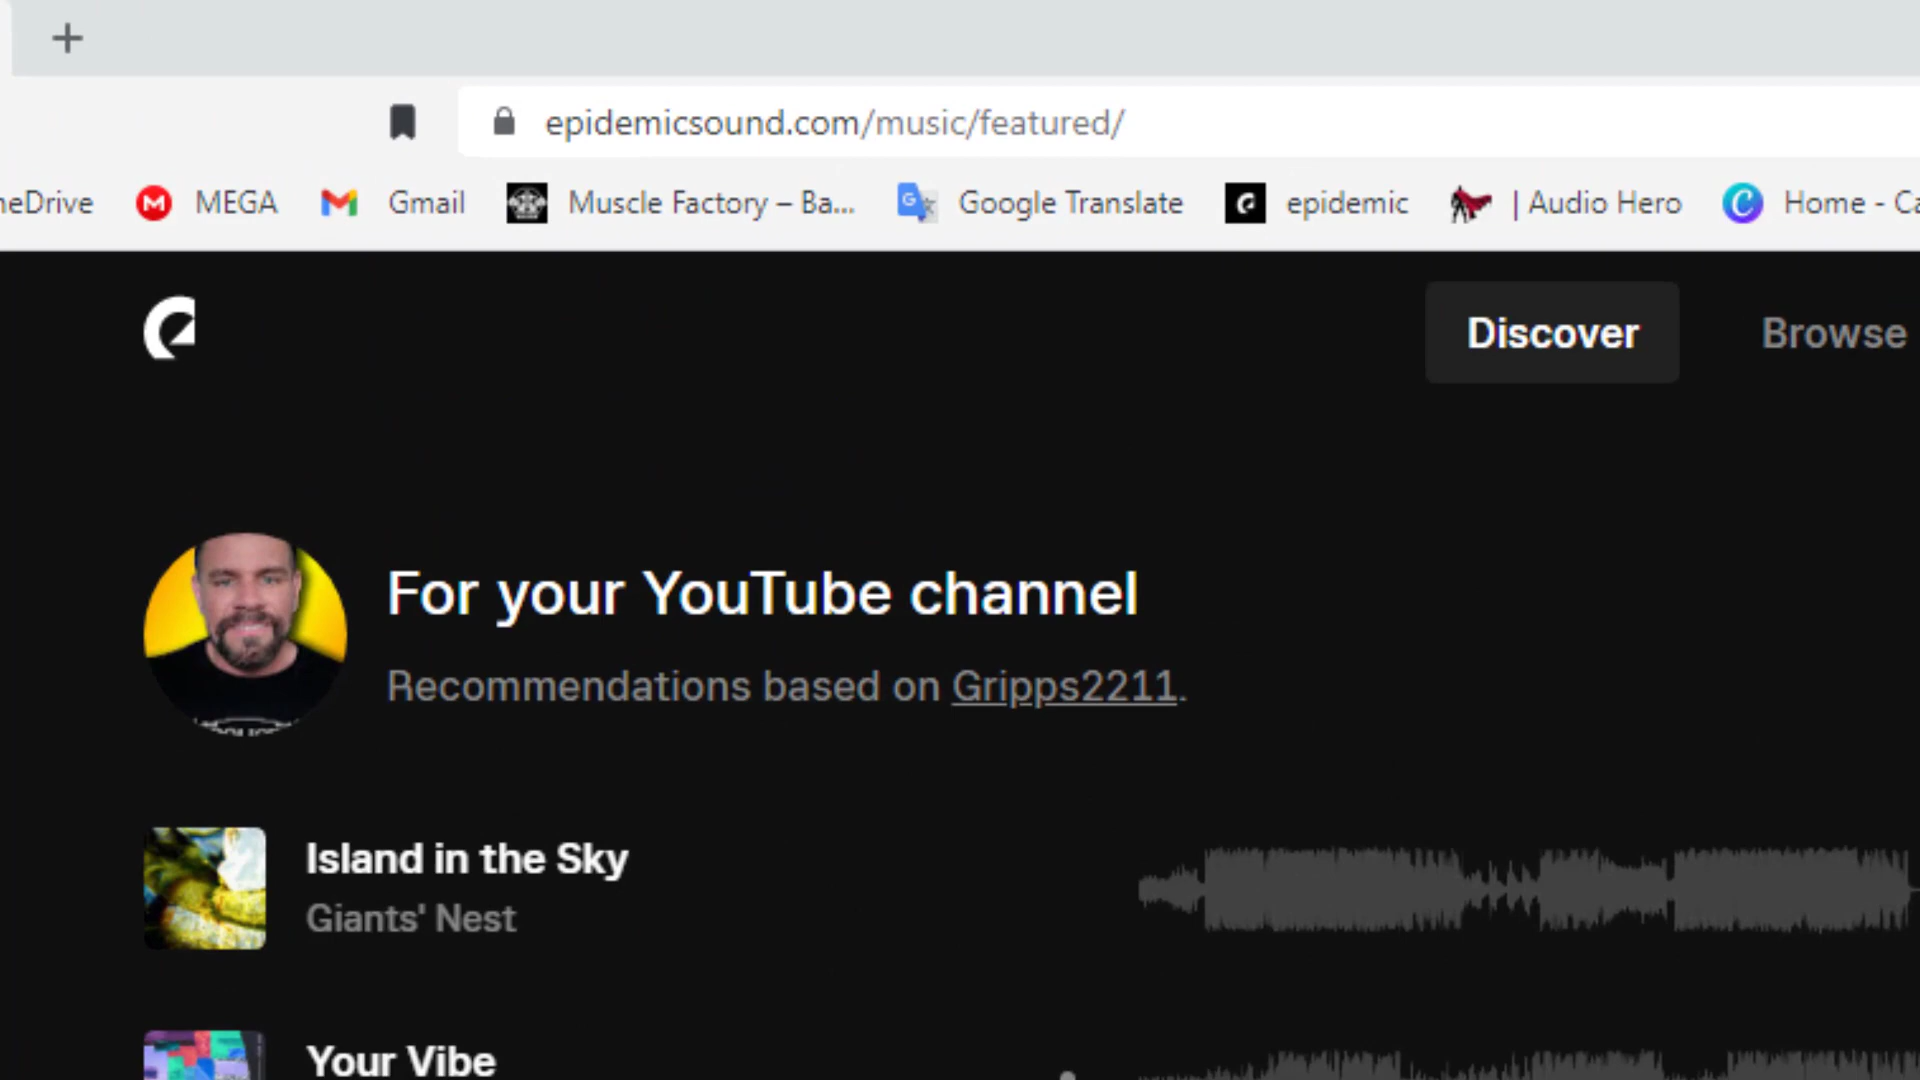 epidemicsound.com/music/featured/
neDrive MEGA Gmail Muscle Factory – Ba... Google Translate epidemic | Audio Hero Home - Ca
Discover Browse
For your YouTube channel
Recommendations based on Gripps2211.
Island in the Sky
Giants' Nest
Your Vibe